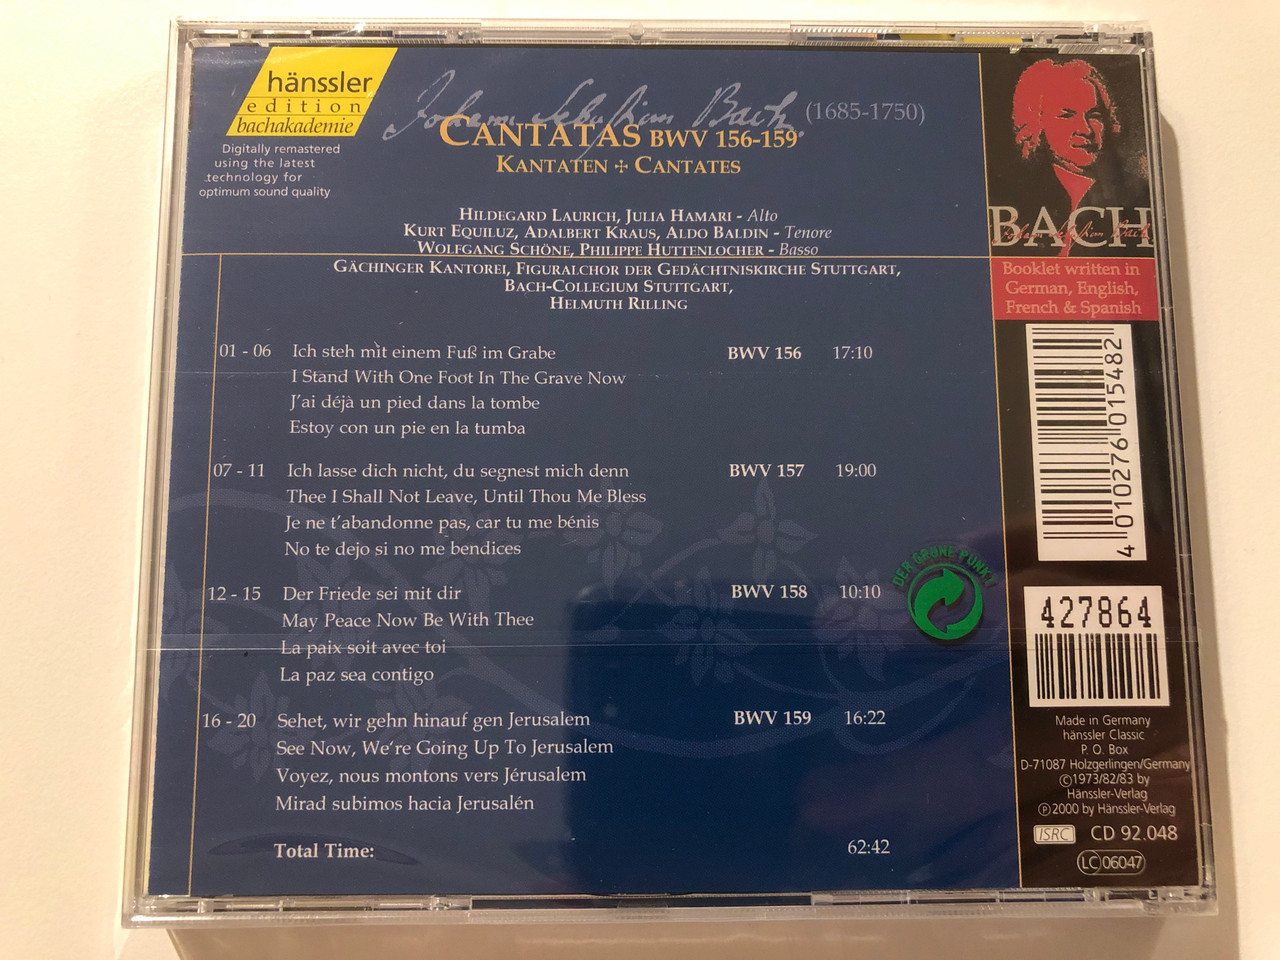 hänssler
edition
bachakademie
Digitally remastered
using the latest
technology for
optimum sound quality
Johann Sebastian Bach (1685-1750)
CANTATAS BWV 156-159
KANTATEN + CANTATES
HILDEGARD LAURICH, JULIA HAMARI - Alto
KURT EQUILUZ, ADALBERT KRAUS, ALDO BALDIN - Tenore
WOLFGANG SCHÖNE, PHILIPPE HUTTENLOCHER - Basso
GÄCHINGER KANTOREI, FIGURALCHOR DER GEDÄCHTNISKIRCHE STUTTGART,
BACH-COLLEGIUM STUTTGART,
HELMUTH RILLING
01 - 06 Ich steh mit einem Fuß im Grabe BWV 156 17:10
I Stand With One Foot In The Grave Now
J'ai déjà un pied dans la tombe
Estoy con un pie en la tumba
07 - 11 Ich lasse dich nicht, du segnest mich denn BWV 157 19:00
Thee I Shall Not Leave, Until Thou Me Bless
Je ne t'abandonne pas, car tu me bénis
No te dejo si no me bendices
12 - 15 Der Friede sei mit dir BWV 158 10:10
May Peace Now Be With Thee
La paix soit avec toi
La paz sea contigo
16 - 20 Sehet, wir gehn hinauf gen Jerusalem BWV 159 16:22
See Now, We're Going Up To Jerusalem
Voyez, nous montons vers Jérusalem
Mirad subimos hacia Jerusalén
Total Time: 62:42
DER GRÜNE PUNKT
BACH
Johann Sebastian Bach
Booklet written in
German, English,
French & Spanish
4 010276 015482
427864
Made in Germany
hänssler Classic
P. O. Box
D-71087 Holzgerlingen/Germany
©1973/82/83 by
Hänssler-Verlag
℗2000 by Hänssler-Verlag
ISRC CD 92.048
LC 06047